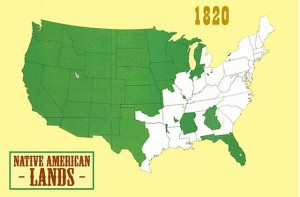 1820
NATIVE AMERICAN
- LANDS -